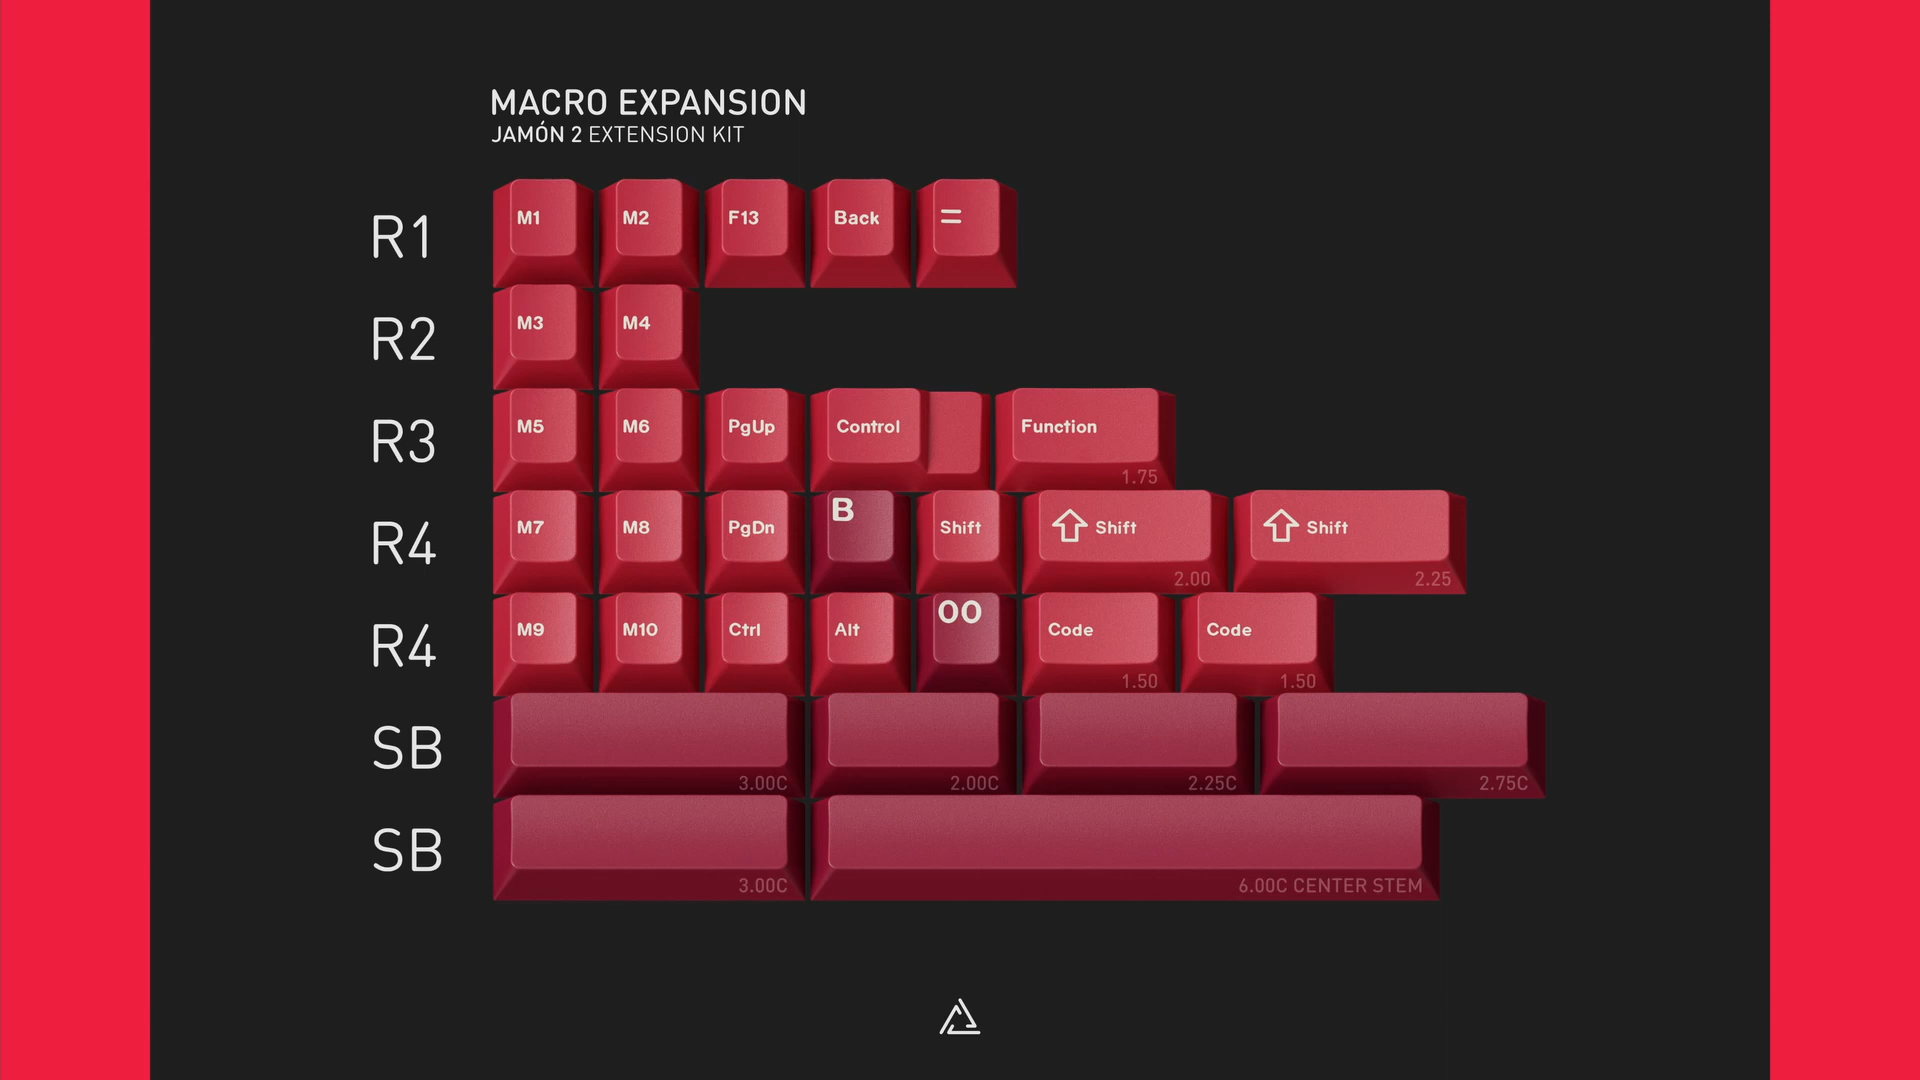 MACRO EXPANSION
JAMÓN 2 EXTENSION KIT
R1 M1 M2 F13 Back =
R2 M3 M4
R3 M5 M6 PgUp Control Function 1.75
R4 M7 M8 PgDn B Shift Shift 2.00 Shift 2.25
R4 M9 M10 Ctrl Alt 00 Code 1.50 Code 1.50
SB 3.00C 2.00C 2.25C 2.75C
SB 3.00C 6.00C CENTER STEM